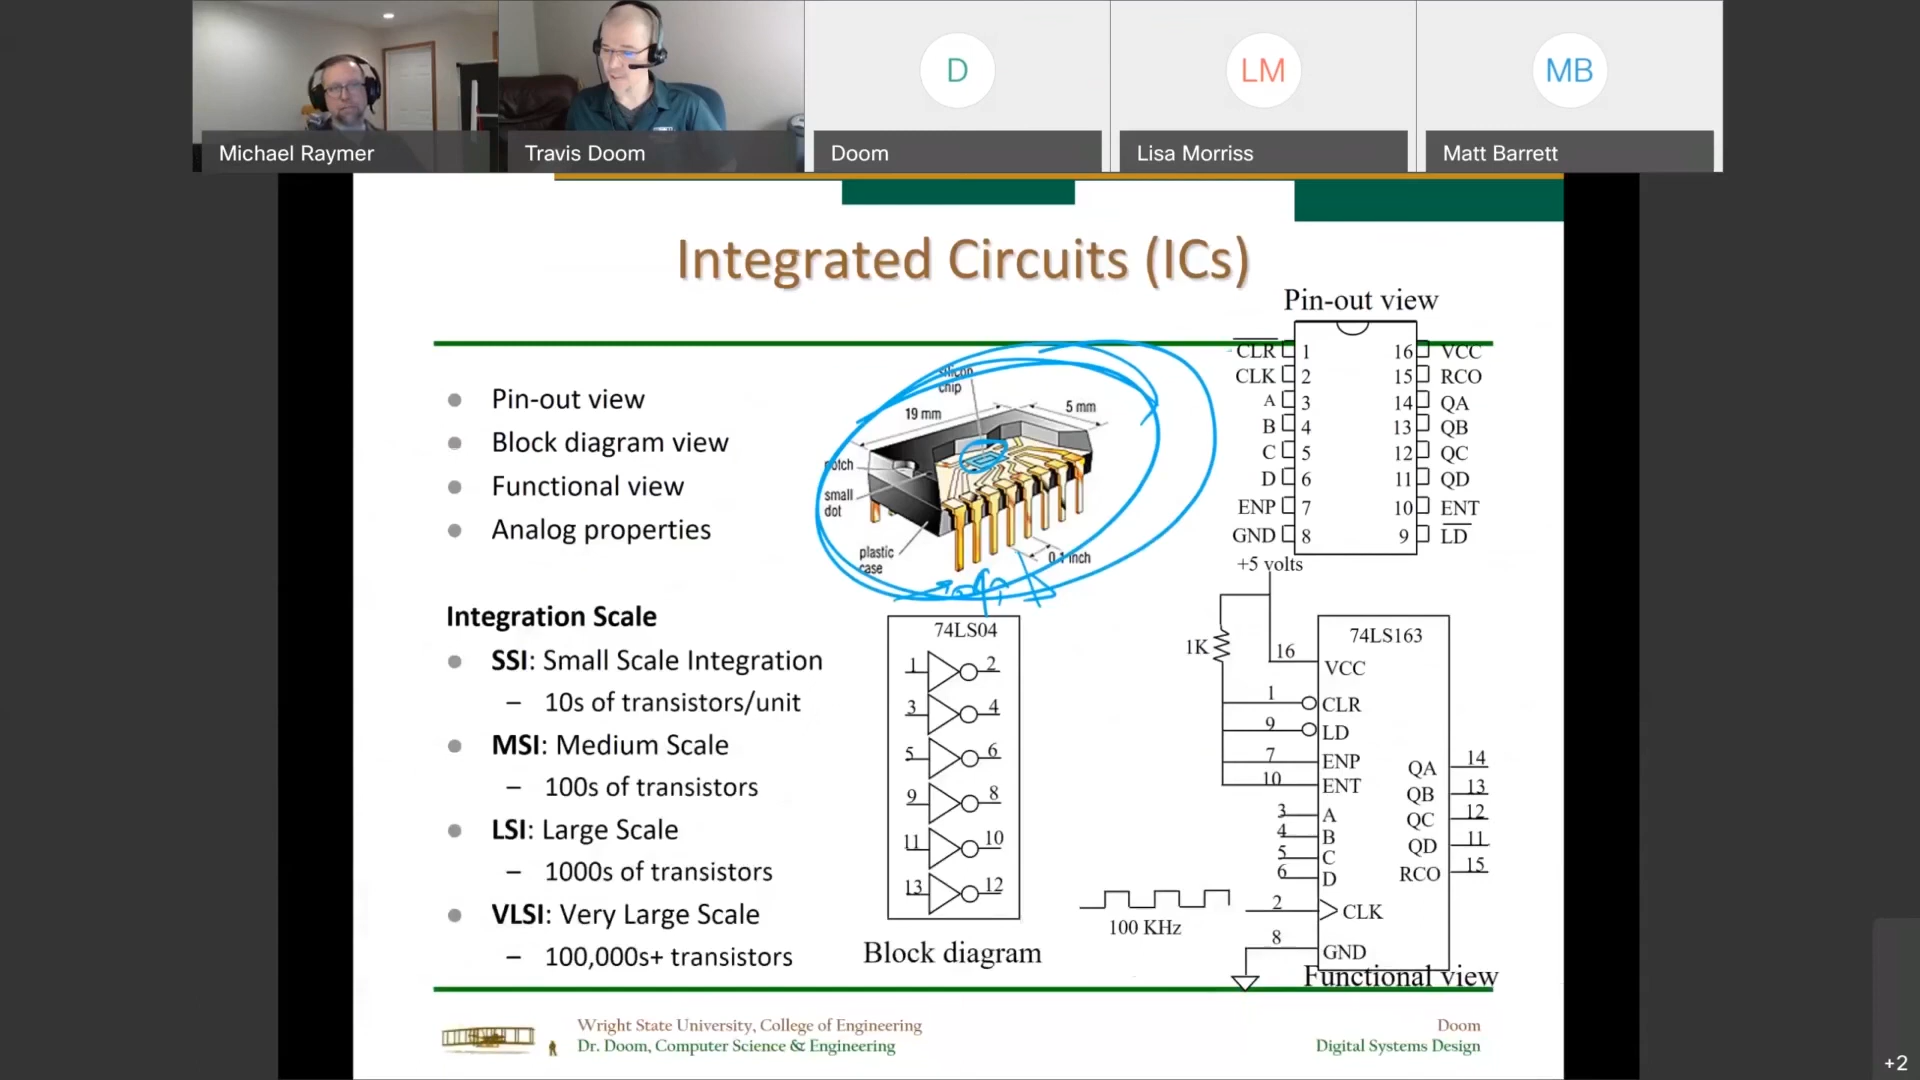 D
LM
MB
Michael Raymer
Travis Doom
Doom
Lisa Morriss
Matt Barrett
Integrated Circuits (ICs)
Pin-out view
Block diagram view
Functional view
Analog properties
Integration Scale
SSI: Small Scale Integration
– 10s of transistors/unit
MSI: Medium Scale
– 100s of transistors
LSI: Large Scale
– 1000s of transistors
VLSI: Very Large Scale
– 100,000s+ transistors
silicon
chip
19 mm
5 mm
notch
small
dot
plastic
case
0.1 inch
74LS04
1 2
3 4
5 6
9 8
11 10
13 12
Block diagram
Pin-out view
CLR 1 16 VCC
CLK 2 15 RCO
A 3 14 QA
B 4 13 QB
C 5 12 QC
D 6 11 QD
ENP 7 10 ENT
GND 8 9 LD
+5 volts
74LS163
1K
16 VCC
1 CLR
9 LD
7 ENP
10 ENT
3 A
4 B
5 C
6 D
2 CLK
8 GND
QA 14
QB 13
QC 12
QD 11
RCO 15
100 KHz
Functional view
Wright State University, College of Engineering
Dr. Doom, Computer Science & Engineering
Doom
Digital Systems Design
+2